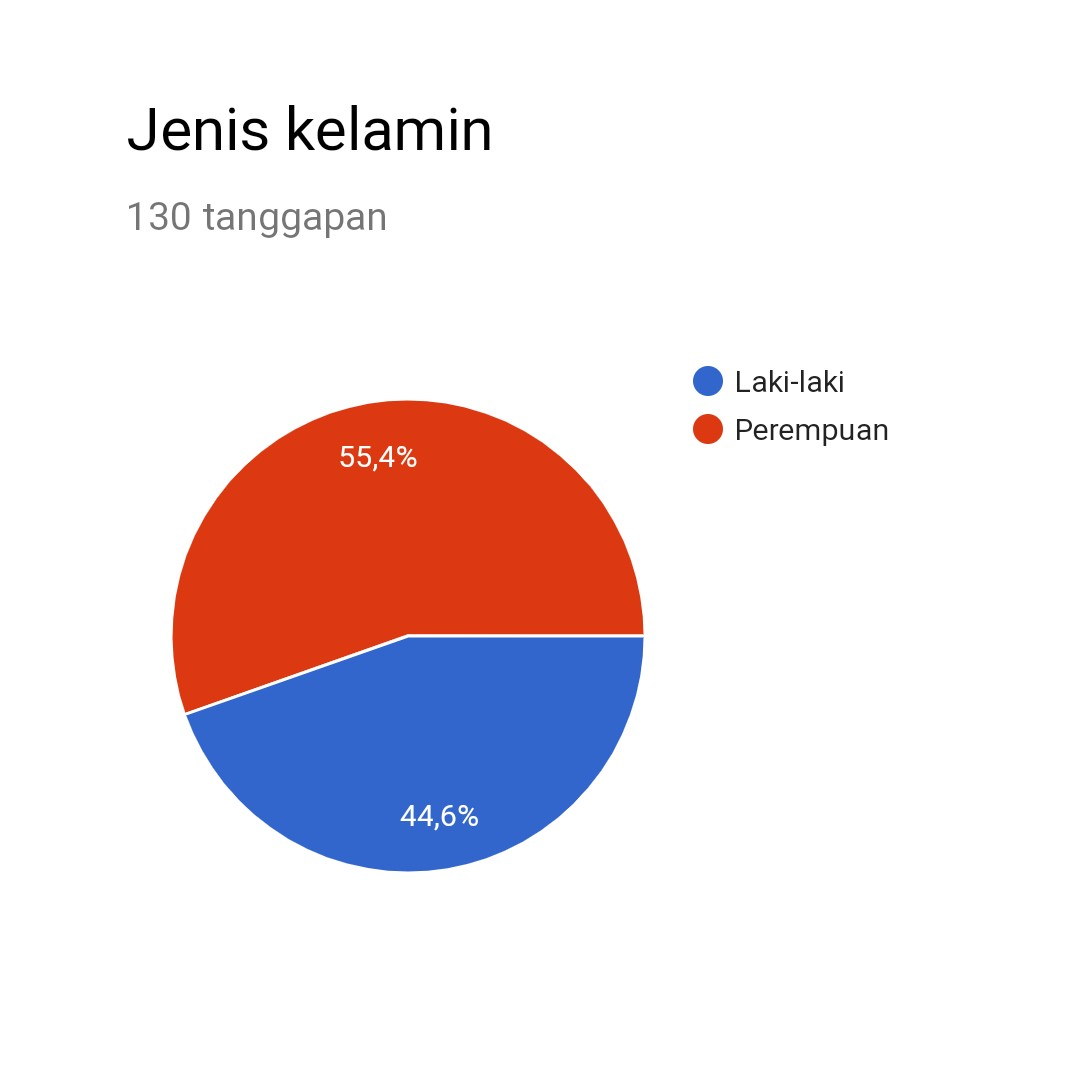 Jenis kelamin
130 tanggapan
Laki-laki
Perempuan
55,4%
44,6%